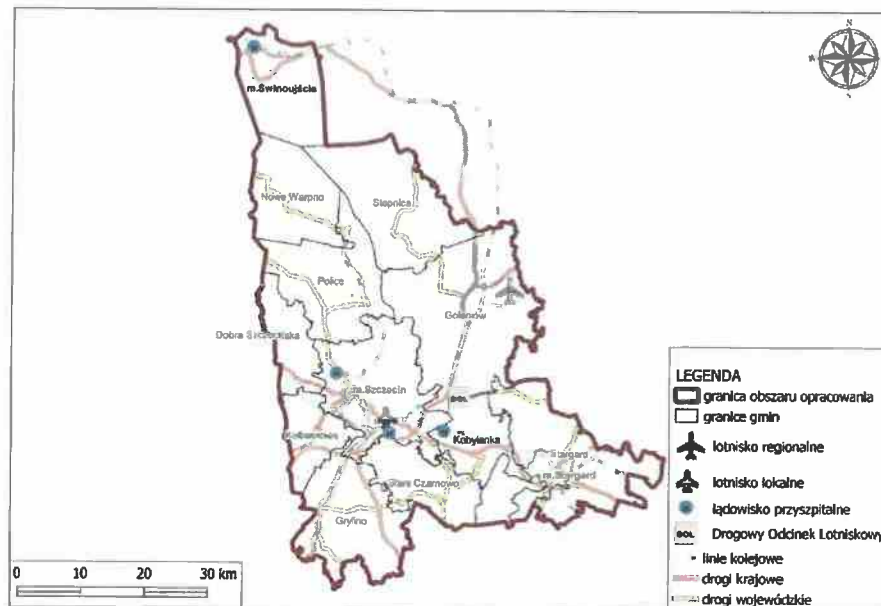 N
S
m.Świnoujście
Nowe Warpno
Stepnica
Police
Goleniów
Dobra Szczecińska
m.Szczecin
DOL
Kobylanka
Kołbaskowo
Stargard
m.Stargard
Stare Czarnowo
Gryfino
LEGENDA
granica obszaru opracowania
granice gmin
lotnisko regionalne
lotnisko lokalne
lądowisko przyszpitalne
DOL Drogowy Odcinek Lotniskowy
linie kolejowe
drogi krajowe
drogi wojewódzkie
0 10 20 30 km